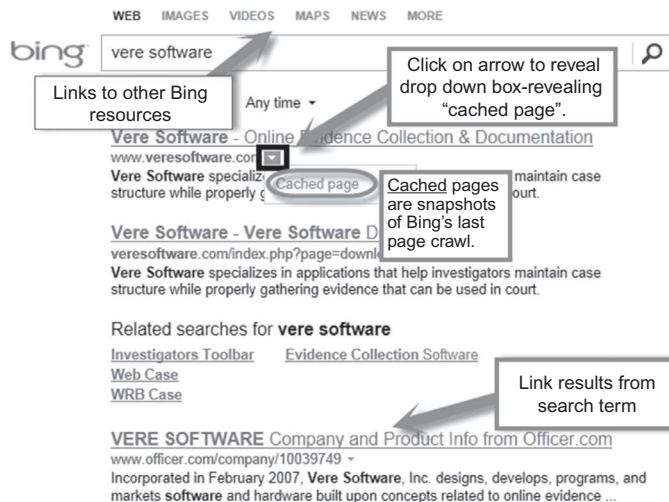 WEB IMAGES VIDEOS MAPS NEWS MORE
bing
vere software
Links to other Bing
resources
Click on arrow to reveal
drop down box-revealing
“cached page”.
Any time
Vere Software - Online Evidence Collection & Documentation
www.veresoftware.com
Vere Software specializ
maintain case
structure while properly g
ourt.
Cached page
Cached pages
are snapshots
of Bing’s last
page crawl.
Vere Software - Vere Software D
veresoftware.com/index.php?page=downl
Vere Software specializes in applications that help investigators maintain case
structure while properly gathering evidence that can be used in court.
Related searches for vere software
Investigators Toolbar Evidence Collection Software
Web Case
WRB Case
Link results from
search term
VERE SOFTWARE Company and Product Info from Officer.com
www.officer.com/company/10039749
Incorporated in February 2007, Vere Software, Inc. designs, develops, programs, and
markets software and hardware built upon concepts related to online evidence ...